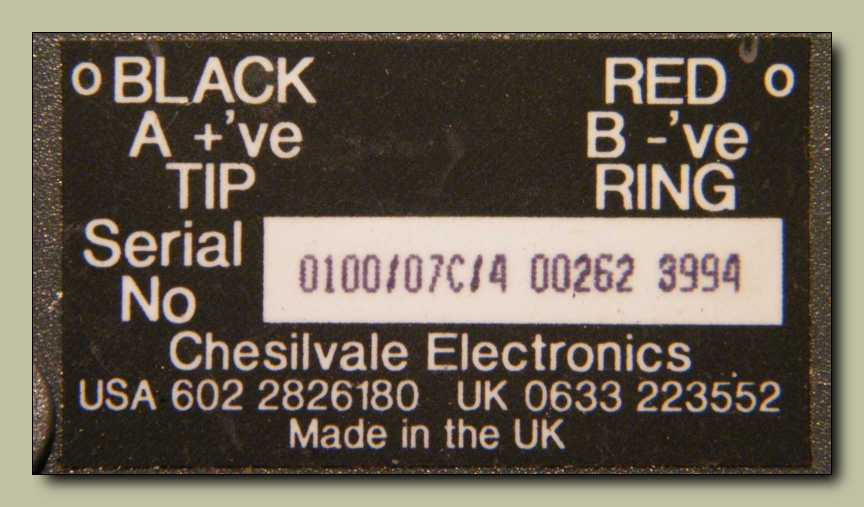 o BLACK RED o
A +'ve B -'ve
TIP RING
Serial No 0100/07C/4 00262 3994
Chesilvale Electronics
USA 602 2826180 UK 0633 223552
Made in the UK